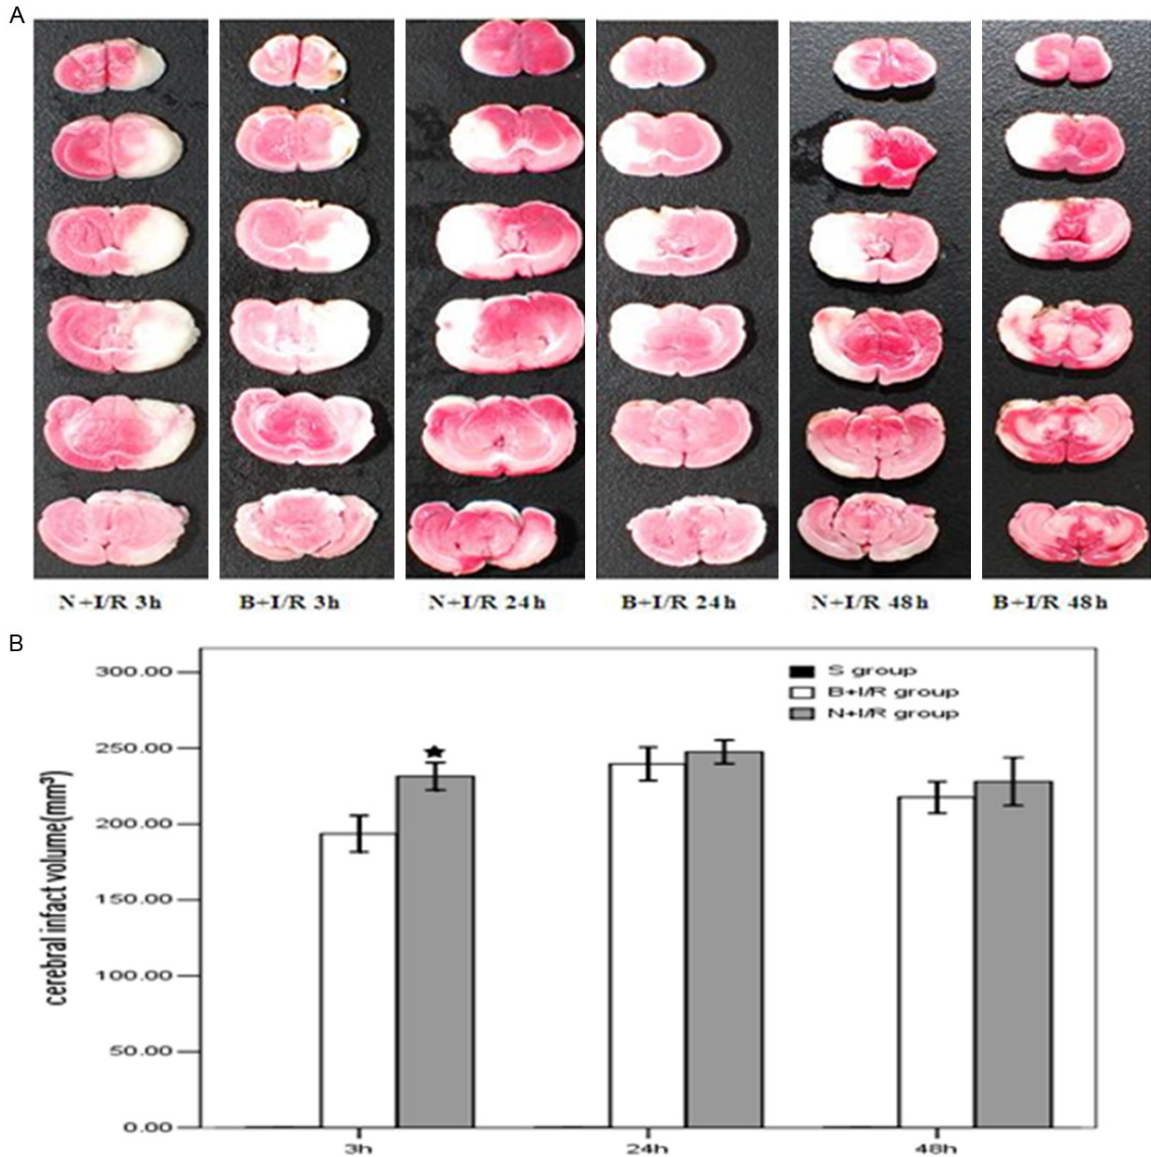 A
N+I/R 3h
B+I/R 3h
N+I/R 24h
B+I/R 24h
N+I/R 48h
B+I/R 48h
B
S group
B+I/R group
N+I/R group
cerebral infact volume(mm³)
300.00
250.00
200.00
150.00
100.00
50.00
0.00
3h
24h
48h